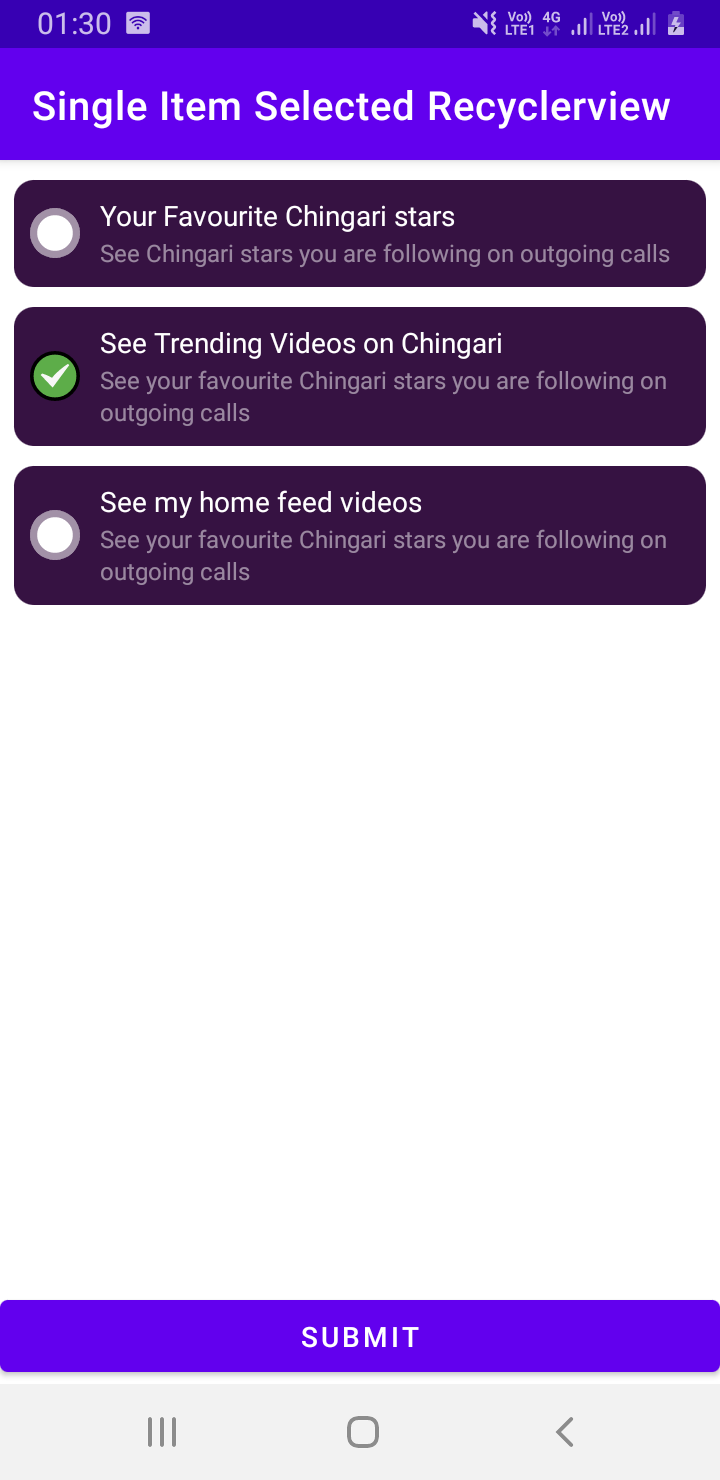 01:30
Vo)) LTE1 4G Vo)) LTE2
Single Item Selected Recyclerview
Your Favourite Chingari stars
See Chingari stars you are following on outgoing calls
See Trending Videos on Chingari
See your favourite Chingari stars you are following on
outgoing calls
See my home feed videos
See your favourite Chingari stars you are following on
outgoing calls
SUBMIT